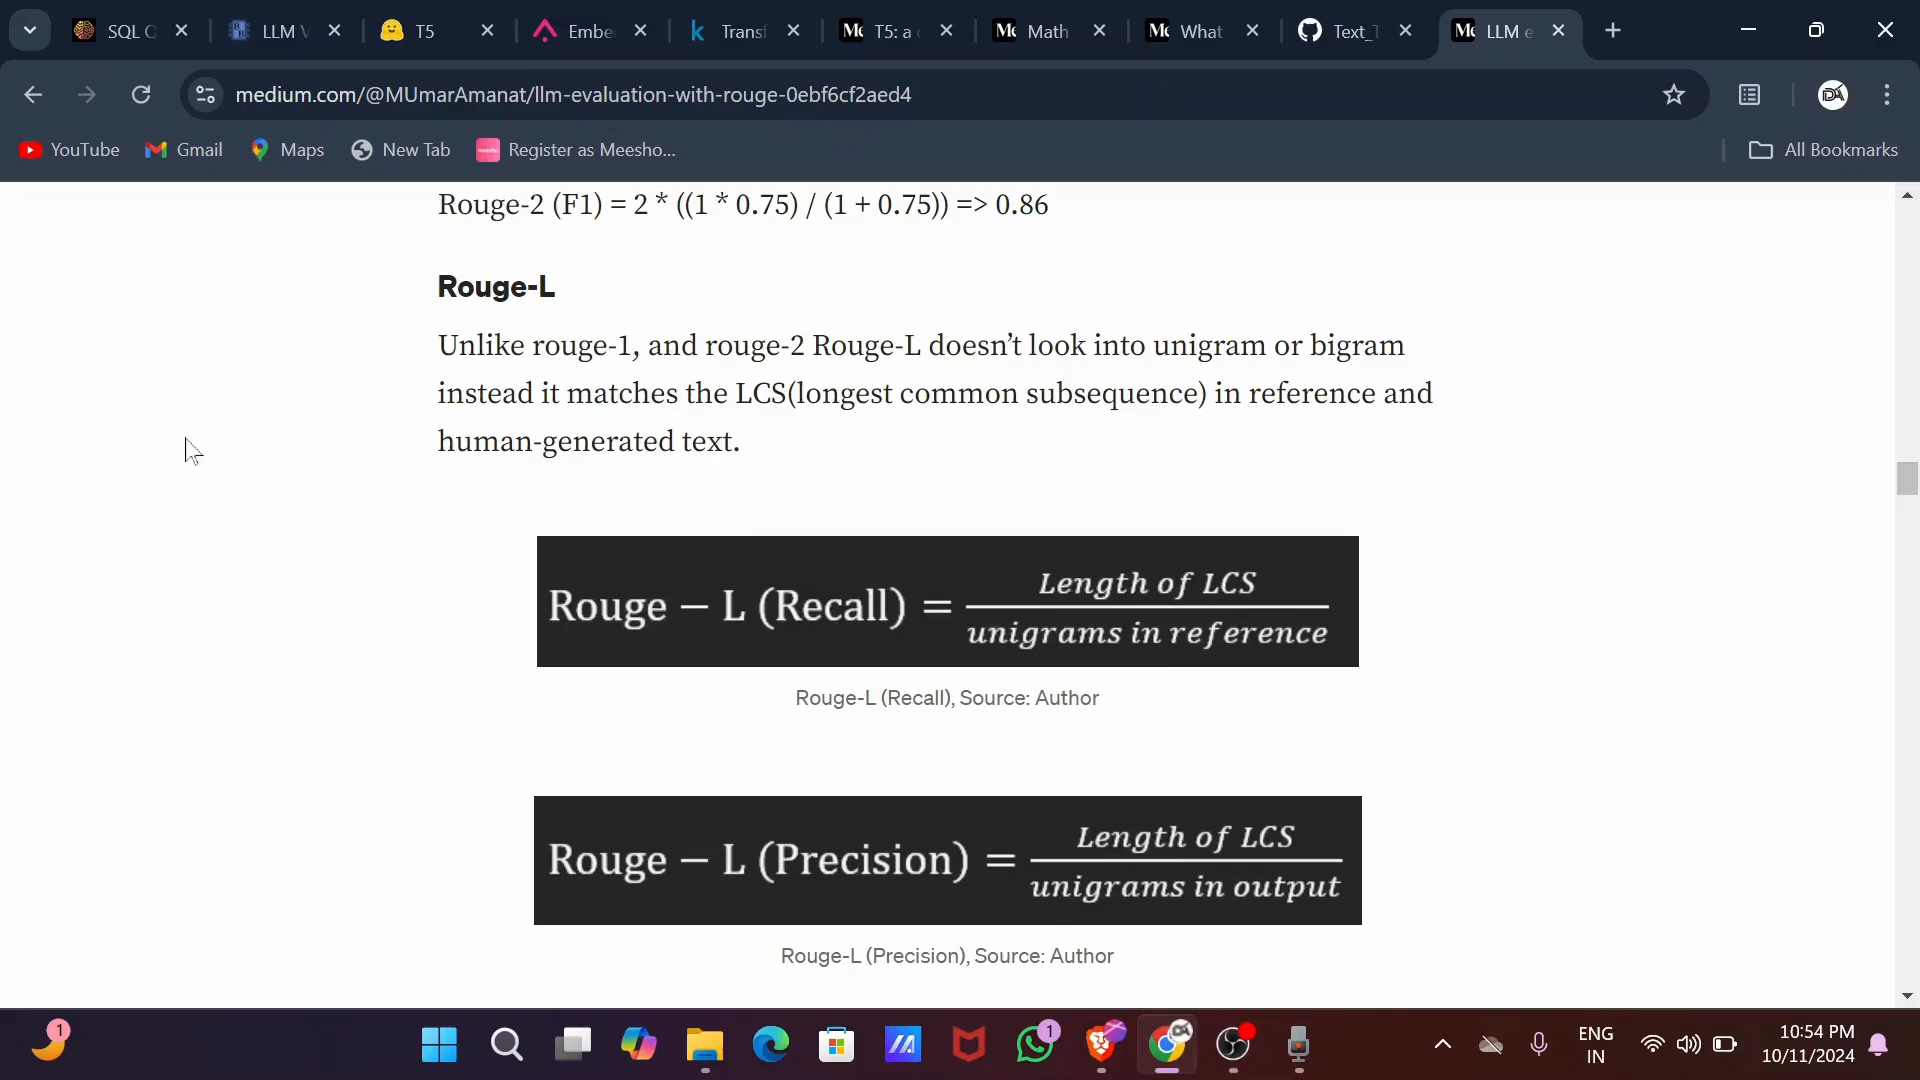 SQL Q
LLM V
T5
Embe
Transf
T5: a c
Math
What
Text_T
LLM e
medium.com/@MUmarAmanat/llm-evaluation-with-rouge-0ebf6cf2aed4
YouTube
Gmail
Maps
New Tab
Register as Meesho...
All Bookmarks
Rouge-2 (F1) = 2 * ((1 * 0.75) / (1 + 0.75)) => 0.86
Rouge-L
Unlike rouge-1, and rouge-2 Rouge-L doesn’t look into unigram or bigram
instead it matches the LCS(longest common subsequence) in reference and
human-generated text.
Rouge − L (Recall) = Length of LCS
unigrams in reference
Rouge-L (Recall), Source: Author
Rouge − L (Precision) = Length of LCS
unigrams in output
Rouge-L (Precision), Source: Author
1
1
ENG
IN
10:54 PM
10/11/2024